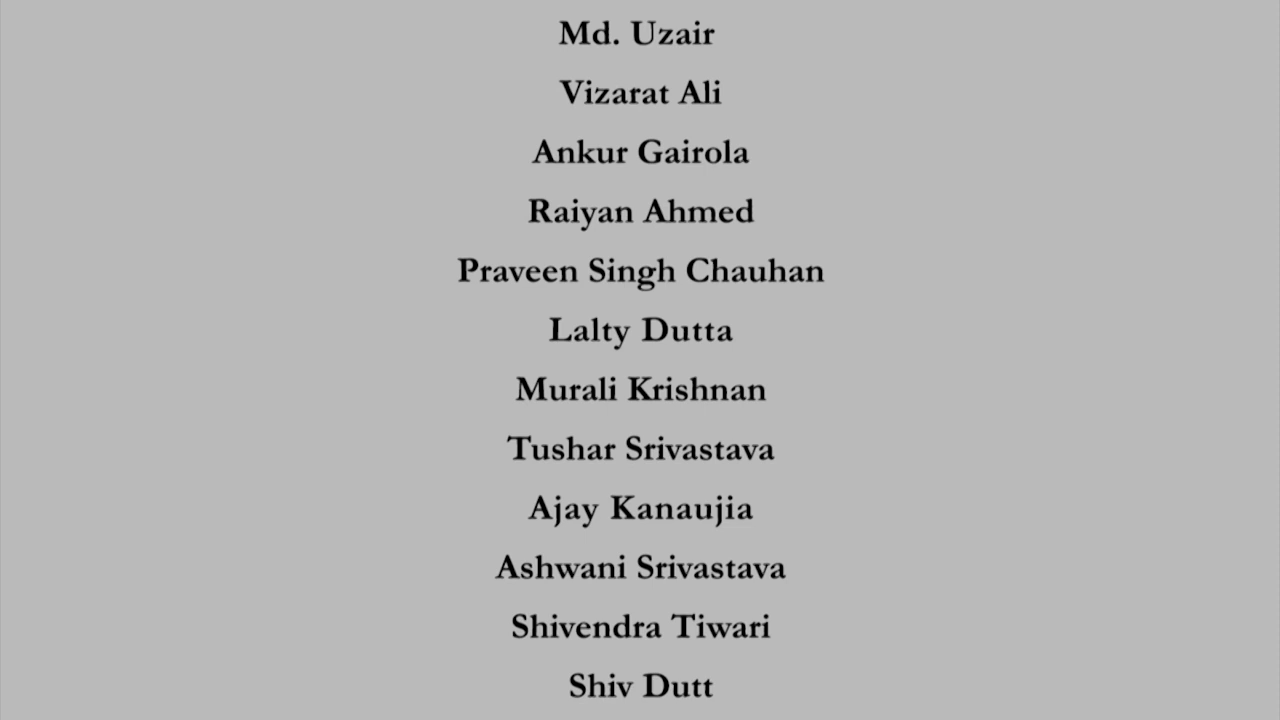 Md. Uzair
Vizarat Ali
Ankur Gairola
Raiyan Ahmed
Praveen Singh Chauhan
Lalty Dutta
Murali Krishnan
Tushar Srivastava
Ajay Kanaujia
Ashwani Srivastava
Shivendra Tiwari
Shiv Dutt